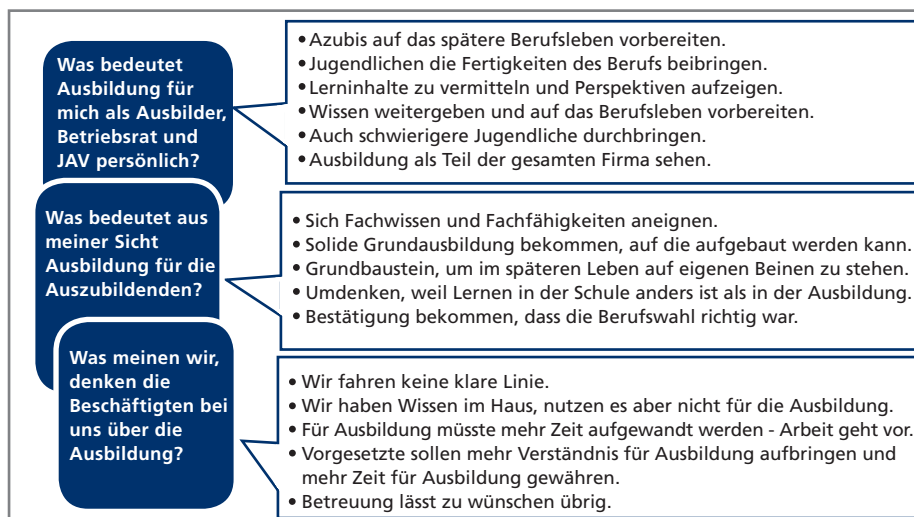 Was bedeutet
Ausbildung für
mich als Ausbilder,
Betriebsrat und
JAV persönlich?
• Azubis auf das spätere Berufsleben vorbereiten.
• Jugendlichen die Fertigkeiten des Berufs beibringen.
• Lerninhalte zu vermitteln und Perspektiven aufzeigen.
• Wissen weitergeben und auf das Berufsleben vorbereiten.
• Auch schwierigere Jugendliche durchbringen.
• Ausbildung als Teil der gesamten Firma sehen.
Was bedeutet aus
meiner Sicht
Ausbildung für die
Auszubildenden?
• Sich Fachwissen und Fachfähigkeiten aneignen.
• Solide Grundausbildung bekommen, auf die aufgebaut werden kann.
• Grundbaustein, um im späteren Leben auf eigenen Beinen zu stehen.
• Umdenken, weil Lernen in der Schule anders ist als in der Ausbildung.
• Bestätigung bekommen, dass die Berufswahl richtig war.
Was meinen wir,
denken die
Beschäftigten bei
uns über die
Ausbildung?
• Wir fahren keine klare Linie.
• Wir haben Wissen im Haus, nutzen es aber nicht für die Ausbildung.
• Für Ausbildung müsste mehr Zeit aufgewandt werden - Arbeit geht vor.
• Vorgesetzte sollen mehr Verständnis für Ausbildung aufbringen und
mehr Zeit für Ausbildung gewähren.
• Betreuung lässt zu wünschen übrig.